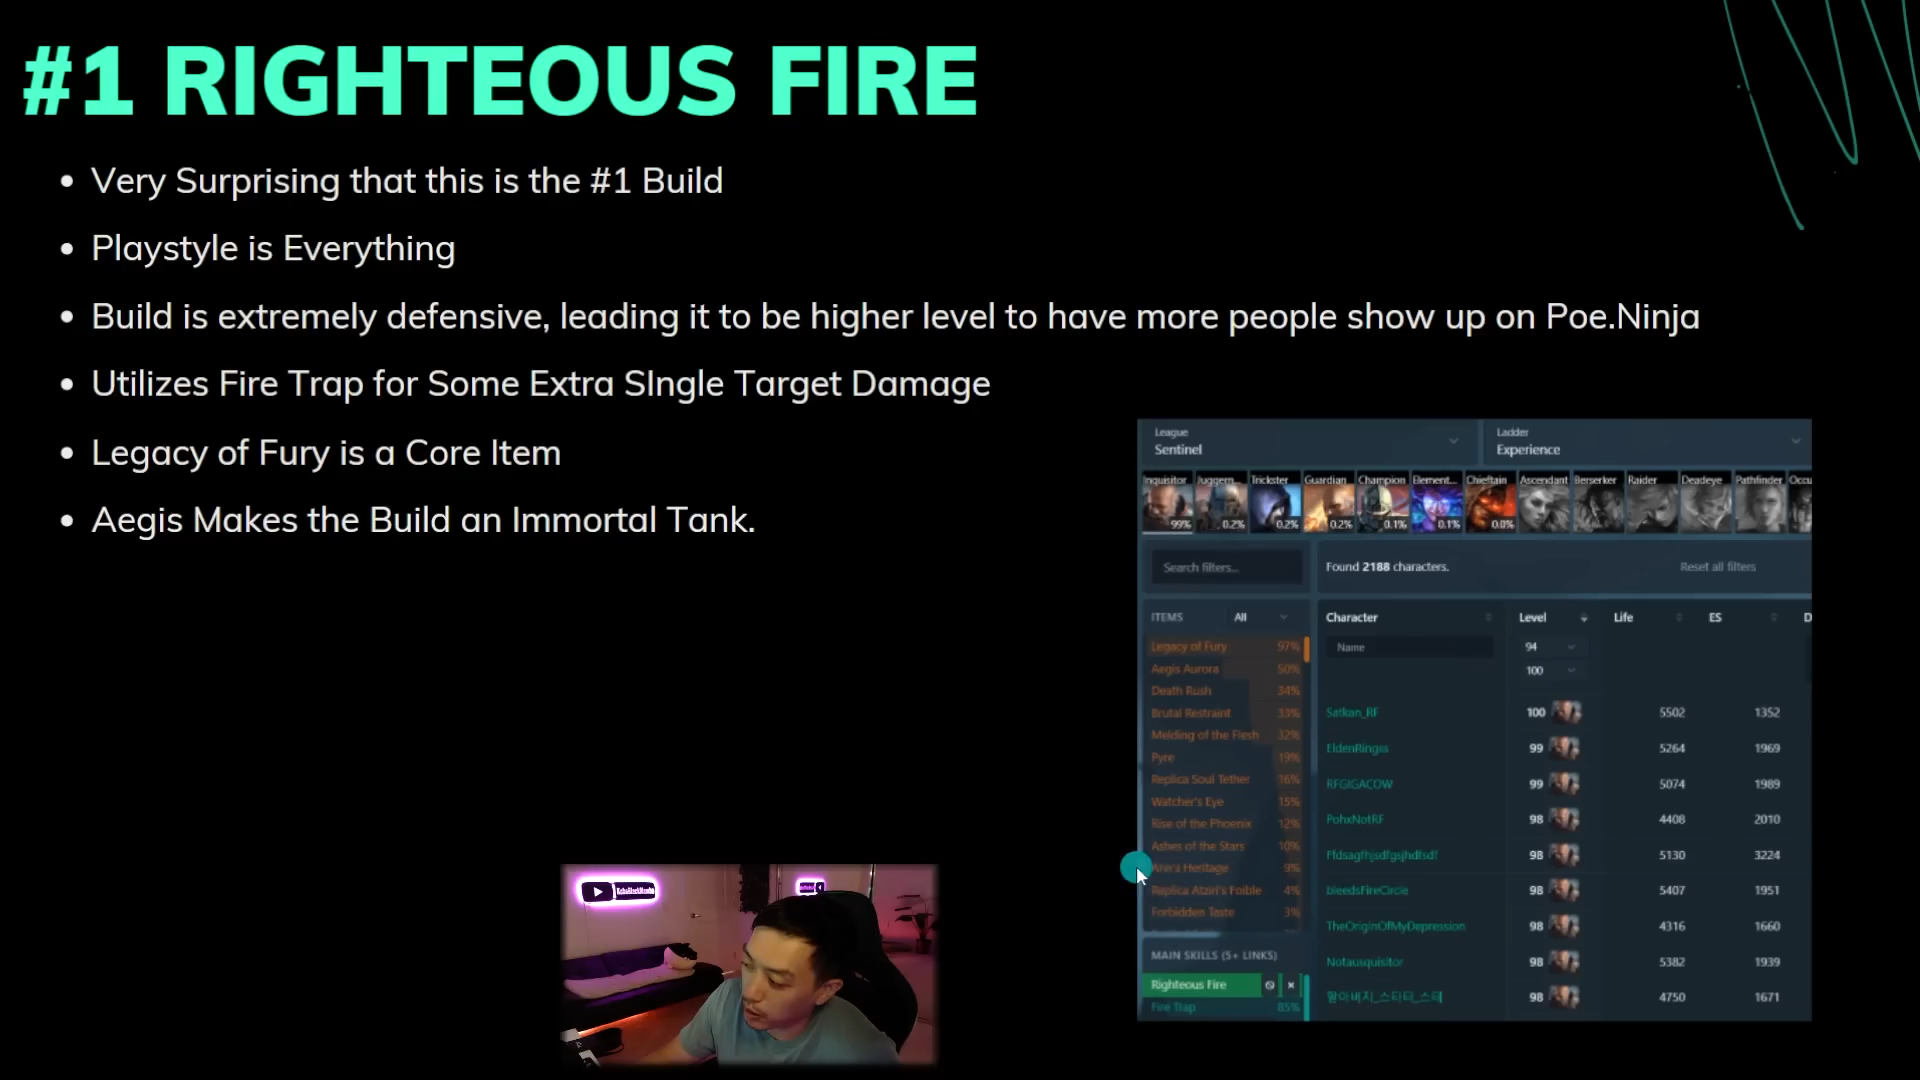 #1 RIGHTEOUS FIRE
Very Surprising that this is the #1 Build
Playstyle is Everything
Build is extremely defensive, leading it to be higher level to have more people show up on Poe.Ninja
Utilizes Fire Trap for Some Extra SIngle Target Damage
Legacy of Fury is a Core Item
Aegis Makes the Build an Immortal Tank.
League
Sentinel
Ladder
Experience
Inquisitor Juggern... Trickster Guardian Champion Element... Chieftain Ascendant Berserker Raider Deadeye Pathfinder Occu
99% 0.2% 0.2% 0.2% 0.1% 0.1% 0.0%
Search filters...
Found 2188 characters.
Reset all filters
ITEMS All
Legacy of Fury 97%
Aegis Aurora 50%
Death Rush 34%
Brutal Restraint 33%
Melding of the Flesh 32%
Pyre 19%
Replica Soul Tether 16%
Watcher's Eye 15%
Rise of the Phoenix 12%
Ashes of the Stars 10%
Ahn's Heritage 9%
Replica Atziri's Foible 4%
Forbidden Taste 3%
MAIN SKILLS (5+ LINKS)
Righteous Fire
Fire Trap 85%
Character Level Life ES D
Name 94
100
Satkan_RF 100 5502 1352
EldenRingss 99 5264 1969
RFGIGACOW 99 5074 1989
PohxNotRF 98 4408 2010
Ffdsagfhjsdfgsjhdfsdf 98 5130 3224
bleedsFireCircle 98 5407 1951
TheOriginOfMyDepression 98 4316 1660
Notausquisitor 98 5382 1939
98 4750 1671